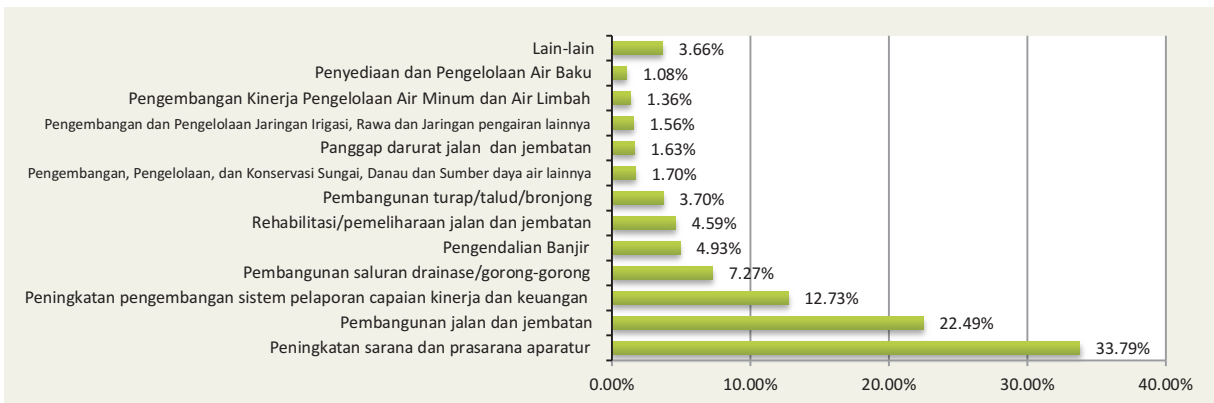 Lain-lain 3.66%
Penyediaan dan Pengelolaan Air Baku 1.08%
Pengembangan Kinerja Pengelolaan Air Minum dan Air Limbah 1.36%
Pengembangan dan Pengelolaan Jaringan Irigasi, Rawa dan Jaringan pengairan lainnya 1.56%
Panggap darurat jalan dan jembatan 1.63%
Pengembangan, Pengelolaan, dan Konservasi Sungai, Danau dan Sumber daya air lainnya 1.70%
Pembangunan turap/talud/bronjong 3.70%
Rehabilitasi/pemeliharaan jalan dan jembatan 4.59%
Pengendalian Banjir 4.93%
Pembangunan saluran drainase/gorong-gorong 7.27%
Peningkatan pengembangan sistem pelaporan capaian kinerja dan keuangan 12.73%
Pembangunan jalan dan jembatan 22.49%
Peningkatan sarana dan prasarana aparatur 33.79%
0.00% 10.00% 20.00% 30.00% 40.00%